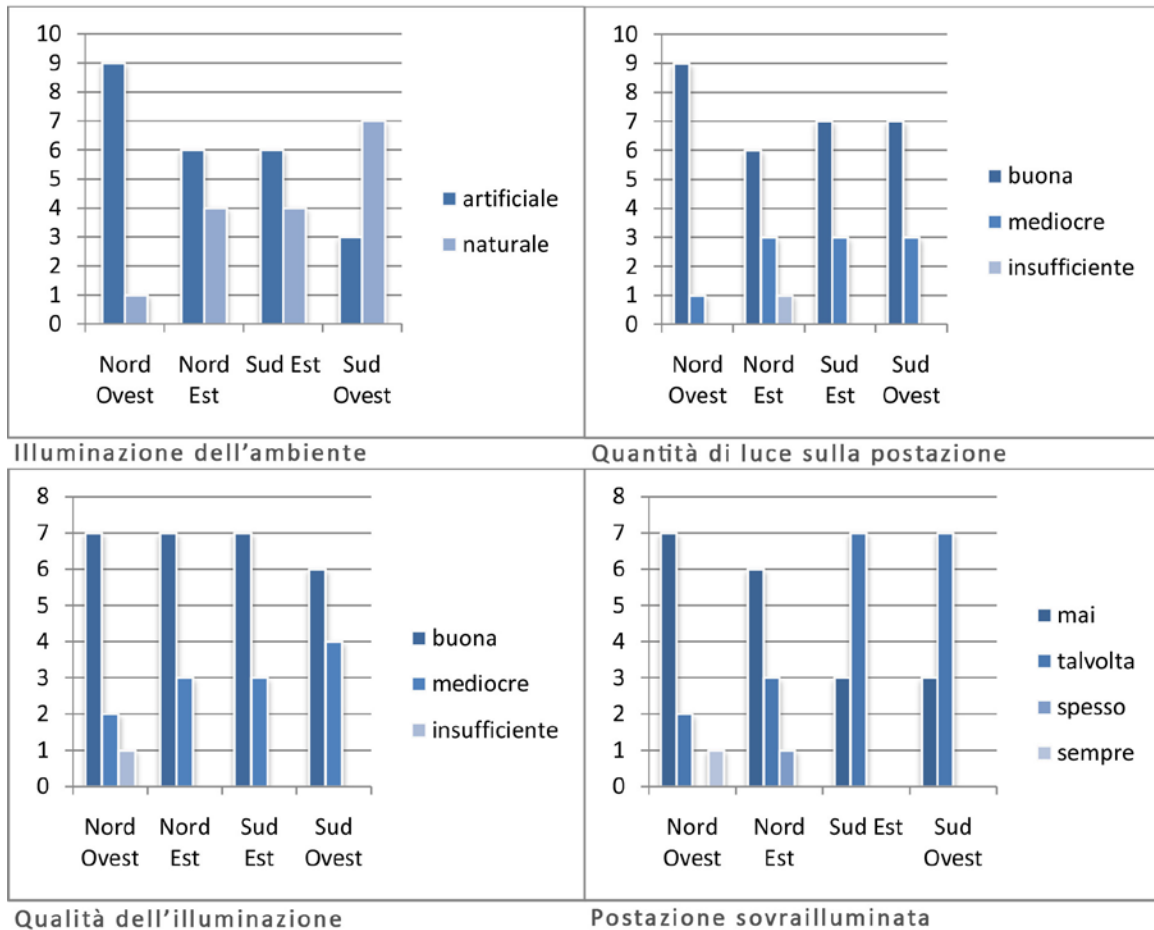 10
9
8
7
6
5
4
3
2
1
0
Nord Ovest
Nord Est
Sud Est
Sud Ovest
artificiale
naturale
Illuminazione dell'ambiente
10
9
8
7
6
5
4
3
2
1
0
Nord Ovest
Nord Est
Sud Est
Sud Ovest
buona
mediocre
insufficiente
Quantità di luce sulla postazione
8
7
6
5
4
3
2
1
0
Nord Ovest
Nord Est
Sud Est
Sud Ovest
buona
mediocre
insufficiente
Qualità dell'illuminazione
8
7
6
5
4
3
2
1
0
Nord Ovest
Nord Est
Sud Est
Sud Ovest
mai
talvolta
spesso
sempre
Postazione sovrailluminata